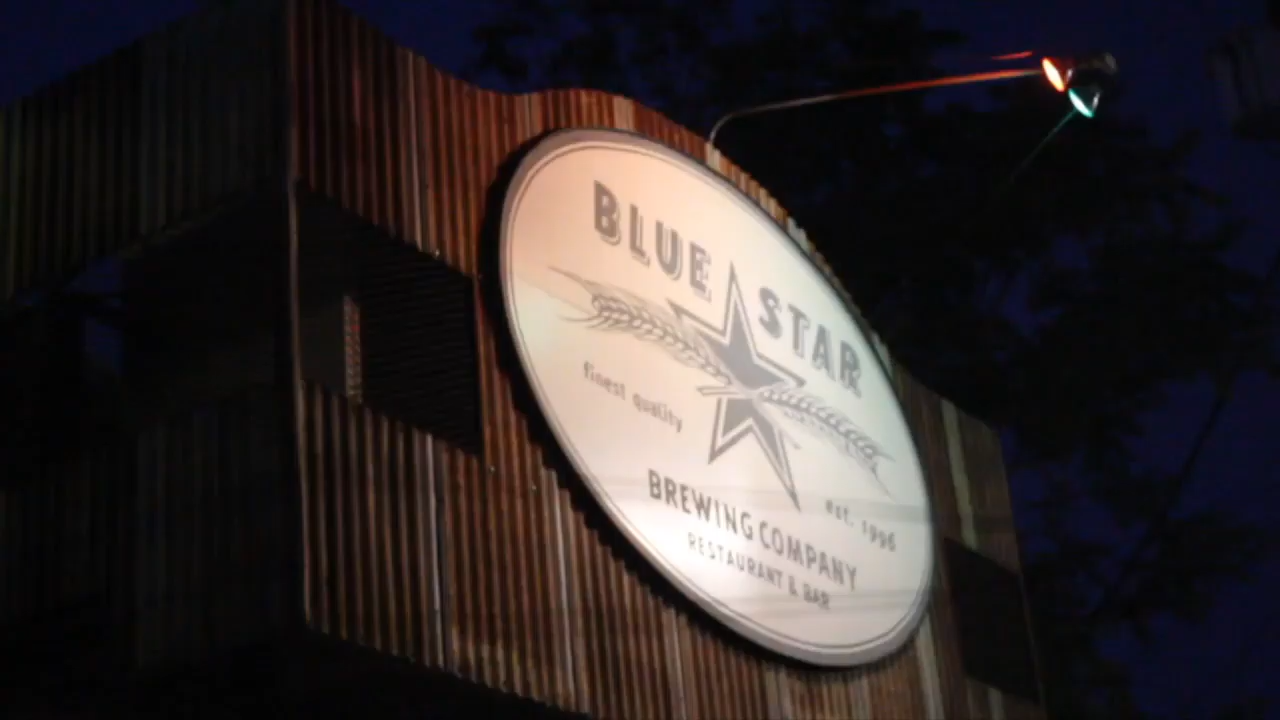 BLUE STAR
finest quality
est. 1996
BREWING COMPANY
RESTAURANT & BAR